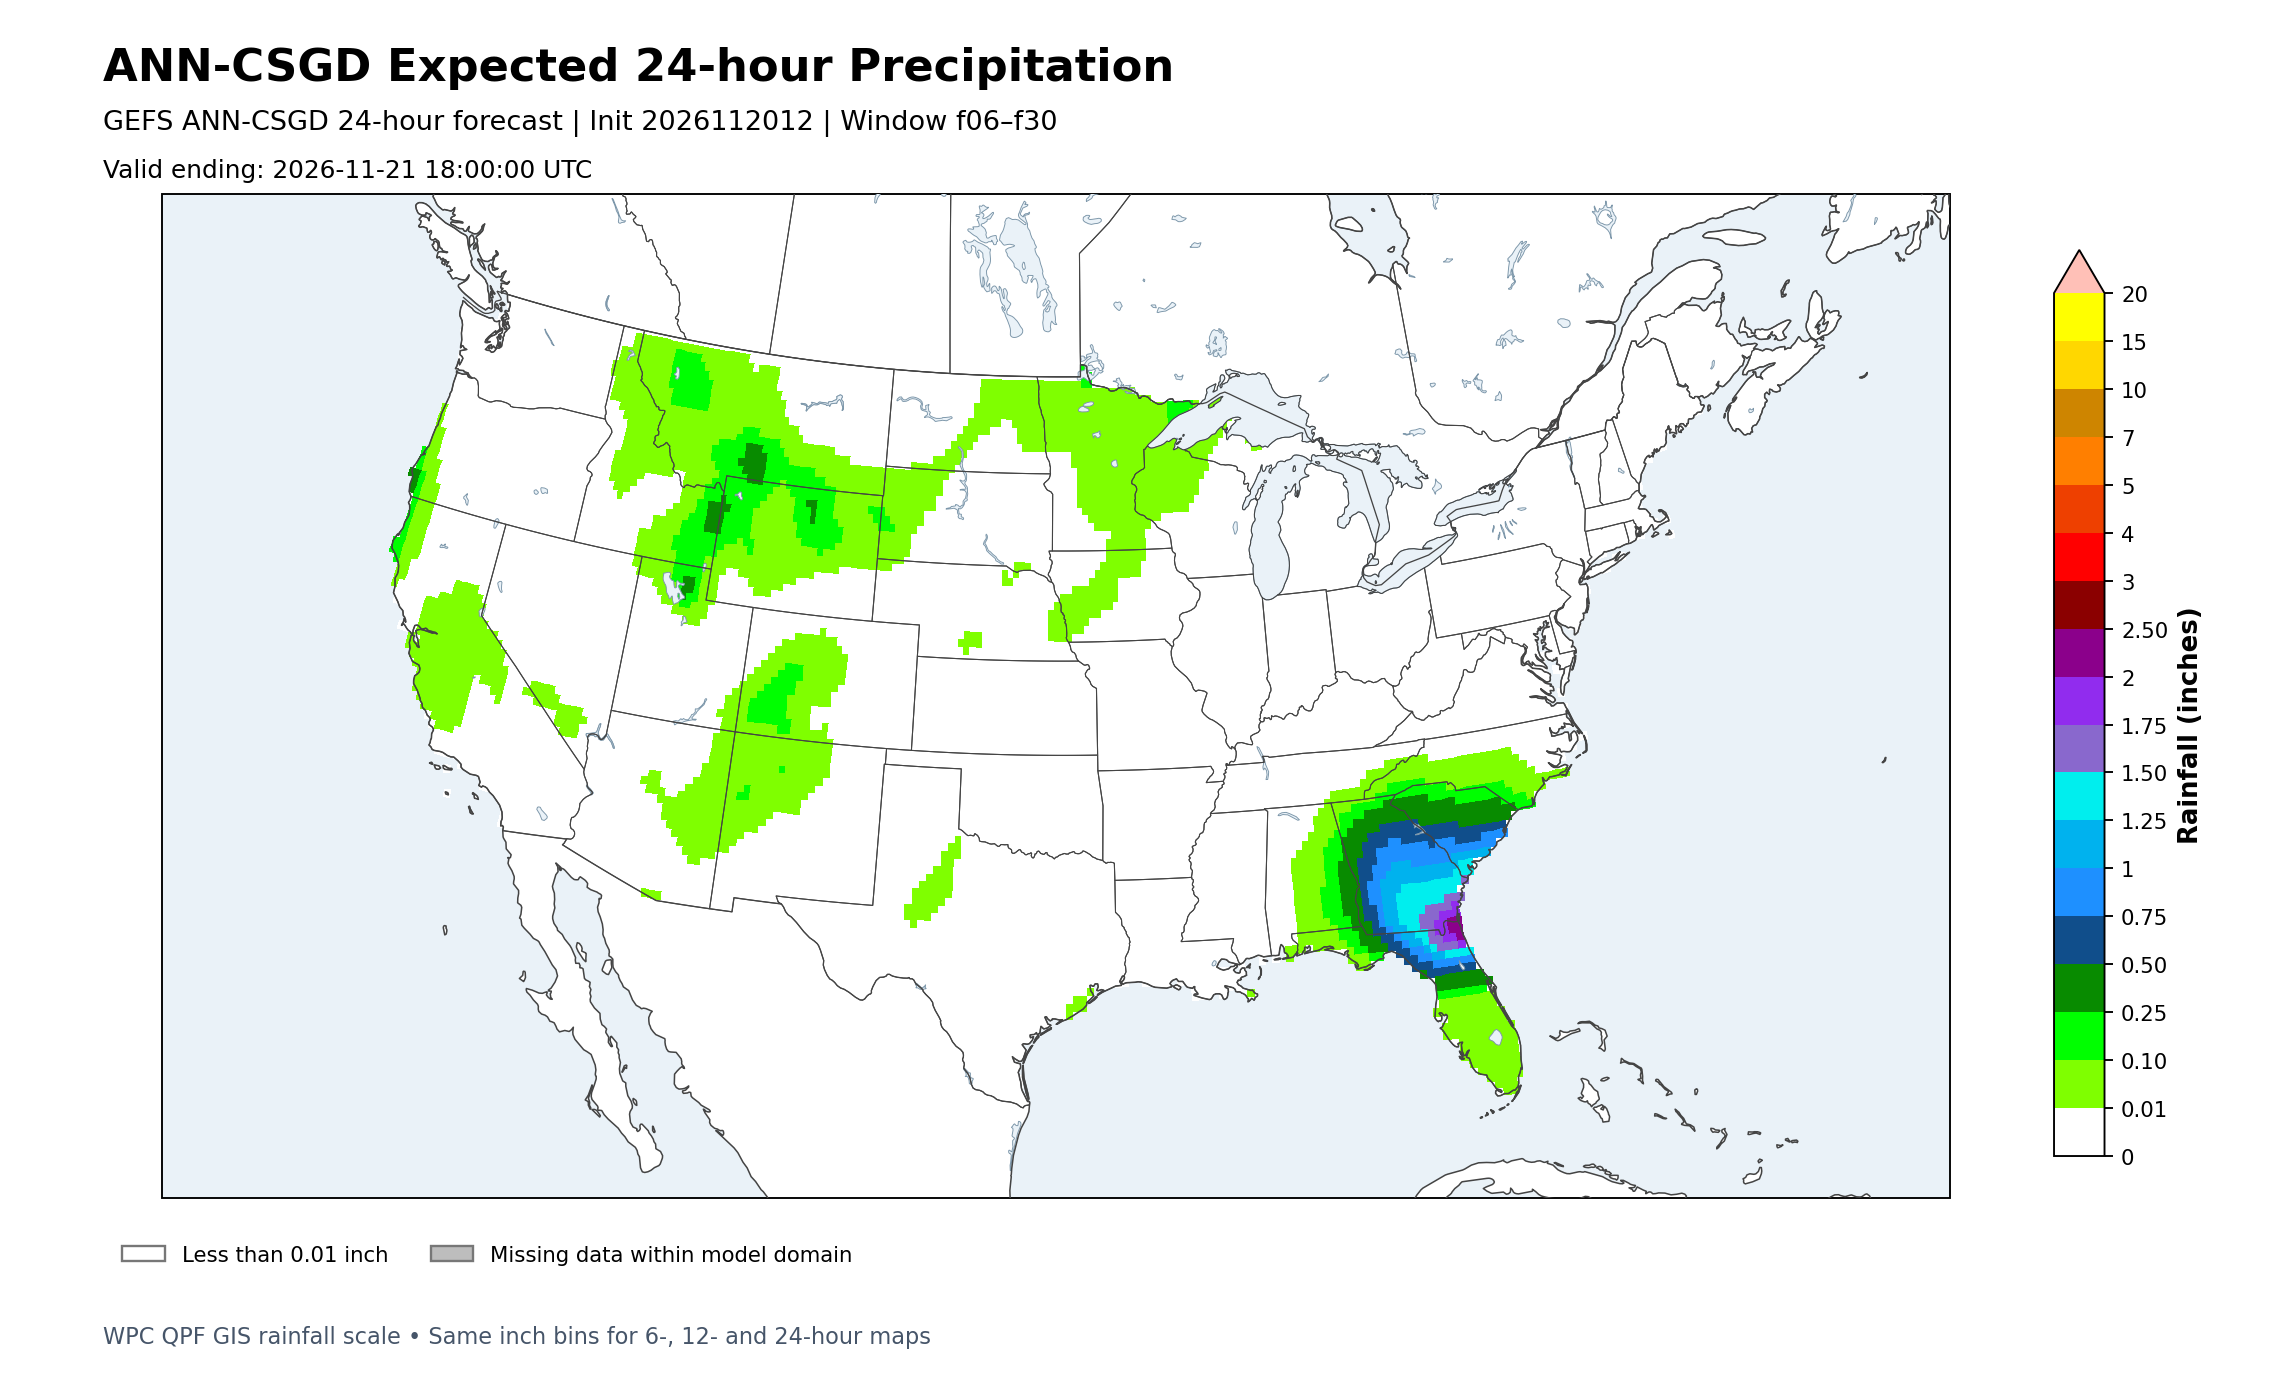 ANN-CSGD Expected 24-hour Precipitation
GEFS ANN-CSGD 24-hour forecast | Init 2026112012 | Window f06–f30
Valid ending: 2026-11-21 18:00:00 UTC
20
15
10
7
5
4
3
2.50
2
1.75
1.50
1.25
1
0.75
0.50
0.25
0.10
0.01
0
Rainfall (inches)
Less than 0.01 inch
Missing data within model domain
WPC QPF GIS rainfall scale • Same inch bins for 6-, 12- and 24-hour maps